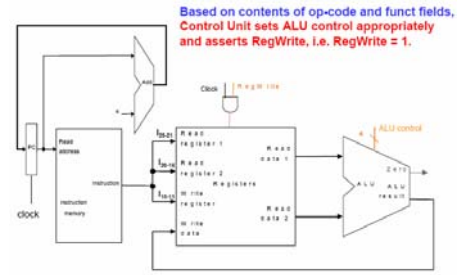 Based on contents of op-code and funct fields,
Control Unit sets ALU control appropriately
and asserts RegWrite, i.e. RegWrite = 1.
Add
4
PC
clock
Read
address
instruction
instruction
memory
Clock
RegWrite
I25-21
I20-16
I15-11
Read
register 1
Read
register 2
Registers
Write
register
Write
data
Read
data 1
Read
data 2
4
ALU control
Zero
ALU
ALU
result